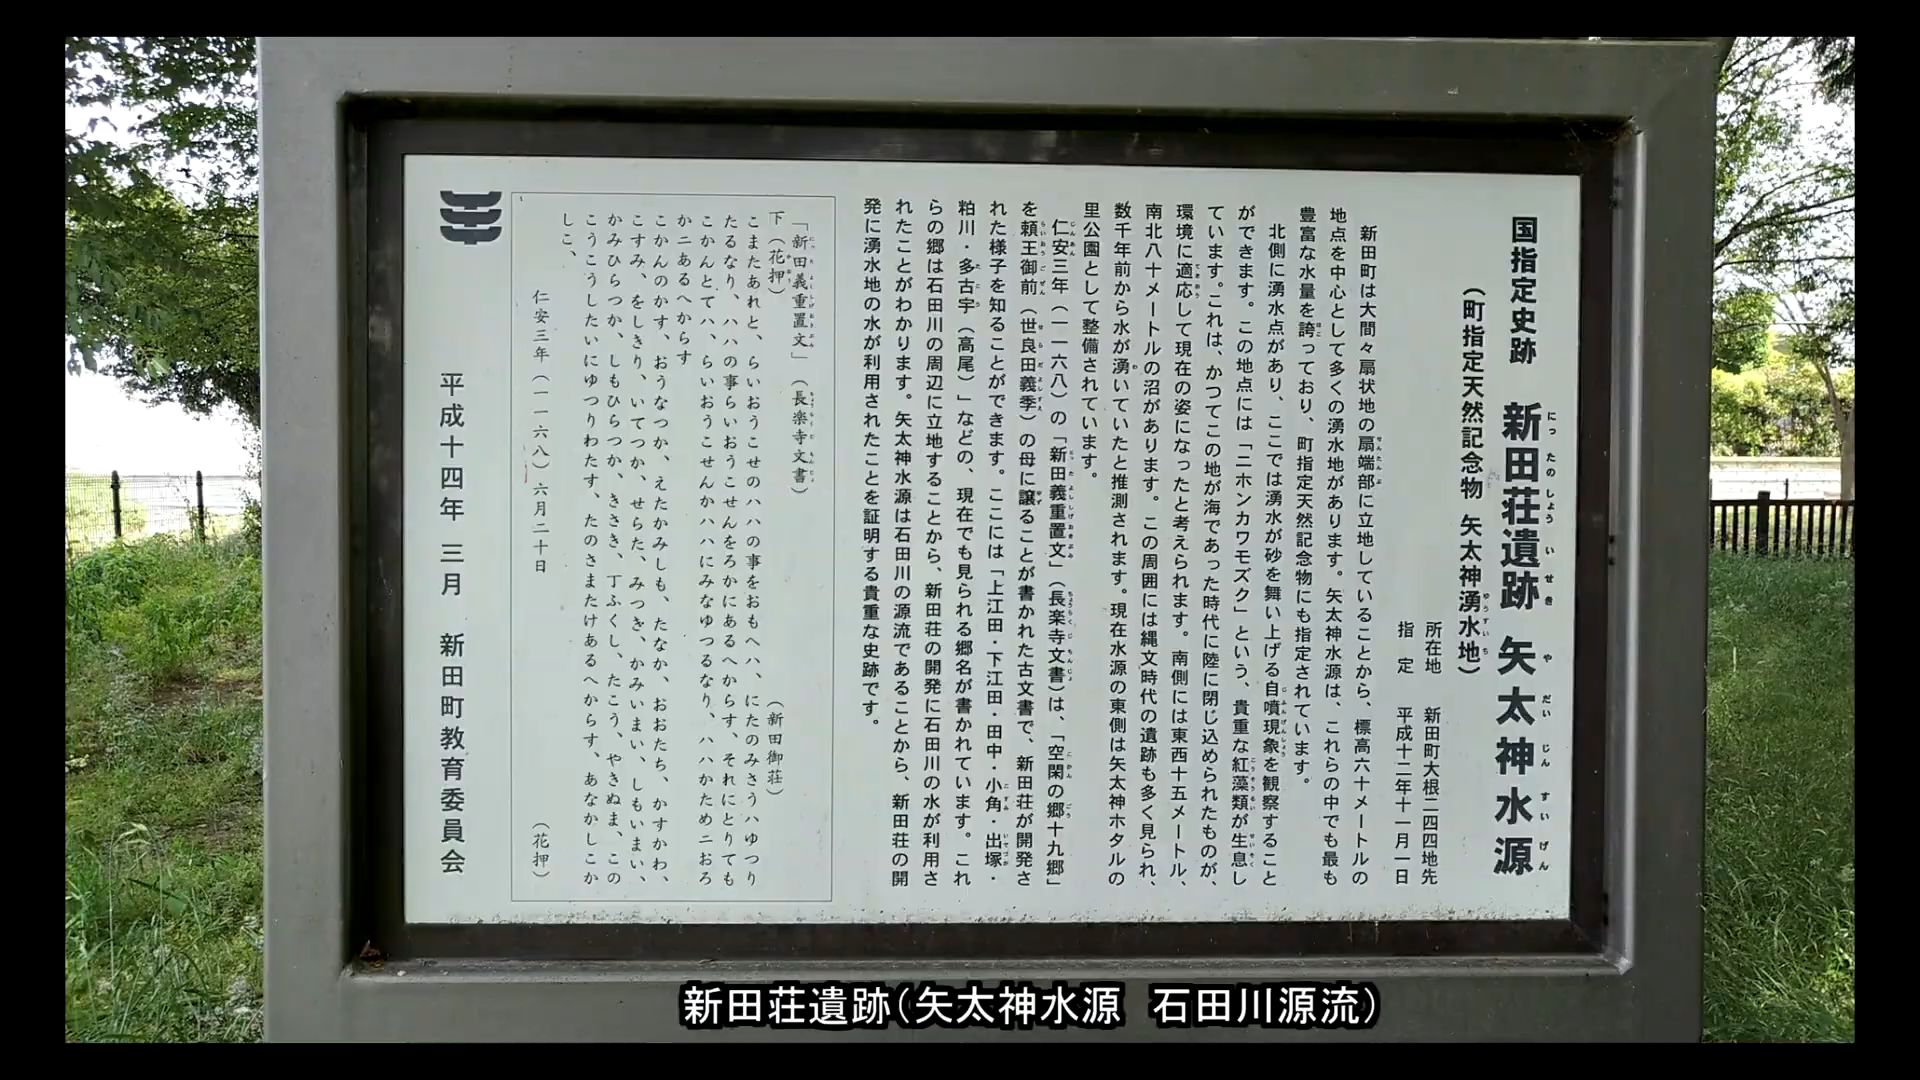 国指定史跡 新田荘遺跡 矢太神水源
（町指定天然記念物 矢太神湧水地）
所在地 新田町大根二四四地先
指 定 平成十二年十一月一日
新田町は大間々扇状地の扇端部に立地していることから、標高六十メートルの
地点を中心として多くの湧水地があります。矢太神水源は、これらの中でも最も
豊富な水量を誇っており、町指定天然記念物にも指定されています。
北側に湧水点があり、ここでは湧水が砂を舞い上げる自噴現象を観察すること
ができます。この地点には「ニホンカワモズク」という、貴重な紅藻類が生息し
ています。これは、かつてこの地が海であった時代に陸に閉じ込められたものが、
環境に適応して現在の姿になったと考えられます。南側には東西十五メートル、
南北八十メートルの沼があります。この周囲には縄文時代の遺跡も多く見られ、
数千年前から水が湧いていたと推測されます。現在水源の東側は矢太神ホタルの
里公園として整備されています。
仁安三年（一一六八）の「新田義重置文」（長楽寺文書）は、「空閑の郷十九郷」
を頼王御前（世良田義季）の母に譲ることが書かれた古文書で、新田荘が開発さ
れた様子を知ることができます。ここには「上江田・下江田・田中・小角・出塚・
粕川・多古宇（高尾）」などの、現在でも見られる郷名が書かれています。これ
らの郷は石田川の周辺に立地することから、新田荘の開発に石田川の水が利用さ
れたことがわかります。矢太神水源は石田川の源流であることから、新田荘の開
発に湧水地の水が利用されたことを証明する貴重な史跡です。
「新田義重置文」（長楽寺文書）
下（花押） （新田御荘）
こまたあれと、らいおうこせのハハの事をおもへハ、にたのみさうハゆつり
たるなり、ハハの事らいおうこせんをろかにあるへからす、それにとりても
こかんとてハ、らいおうこせんかハハにみなゆつるなり、ハハかためニおろ
かニあるへからす
こかんのかす、おうなつか、えたかみしも、たなか、おおたち、かすかわ、
こすみ、をしきり、いてつか、せらた、みつき、かみいまい、しもいまい、
かみひらつか、しもひらつか、きさき、丁ふくし、たこう、やきぬま、この
こうこうしたいにゆつりわたす、たのさまたけあるへからす、あなかしこか
しこ、
仁安三年（一一六八）六月二十日 （花押）
平成十四年 三月 新田町教育委員会
新田荘遺跡（矢太神水源 石田川源流）